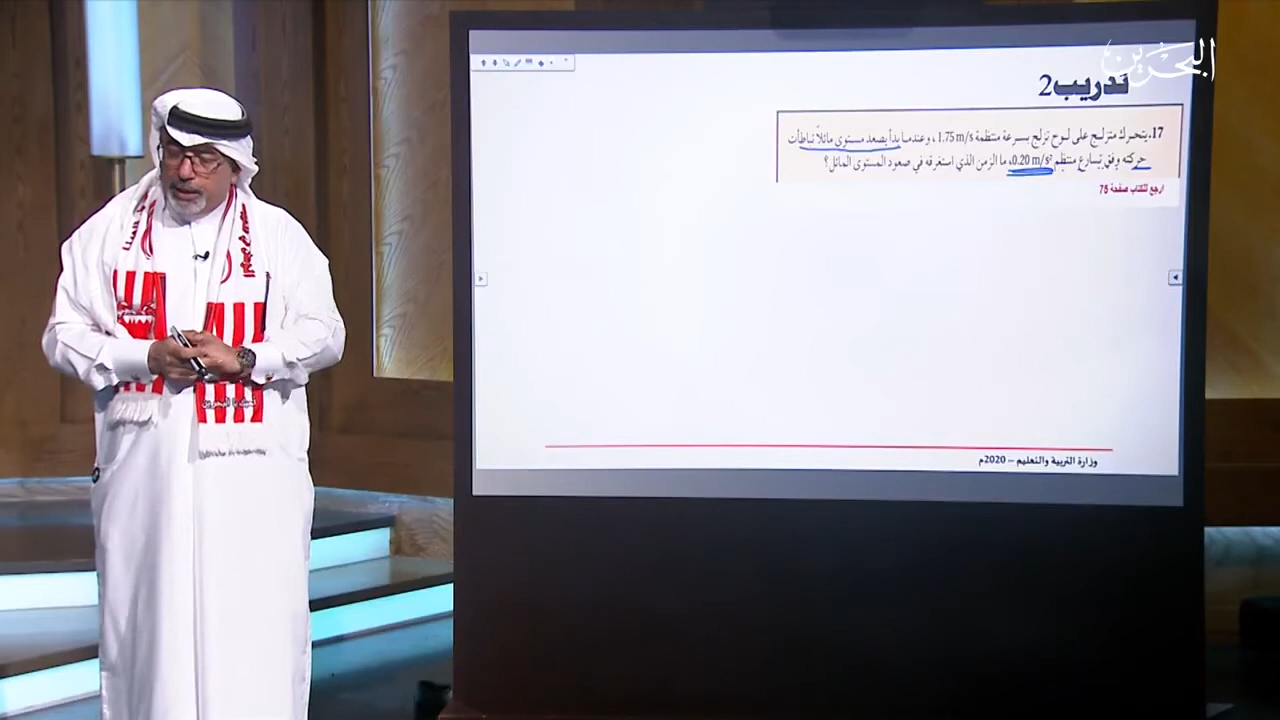 البحرين
تدريب2
17. يتحرك متزلج على لوح تزلج بسرعة منتظمة 1.75 m/s ، وعندما بدأ يصعد مستوى مائلاً تباطأت
حركته وفق تسارع منتظم 0.20 m/s²، ما الزمن الذي استغرقه في صعود المستوى المائل ؟
ارجع للكتاب صفحة 75
وزارة التربية والتعليم – 2020م